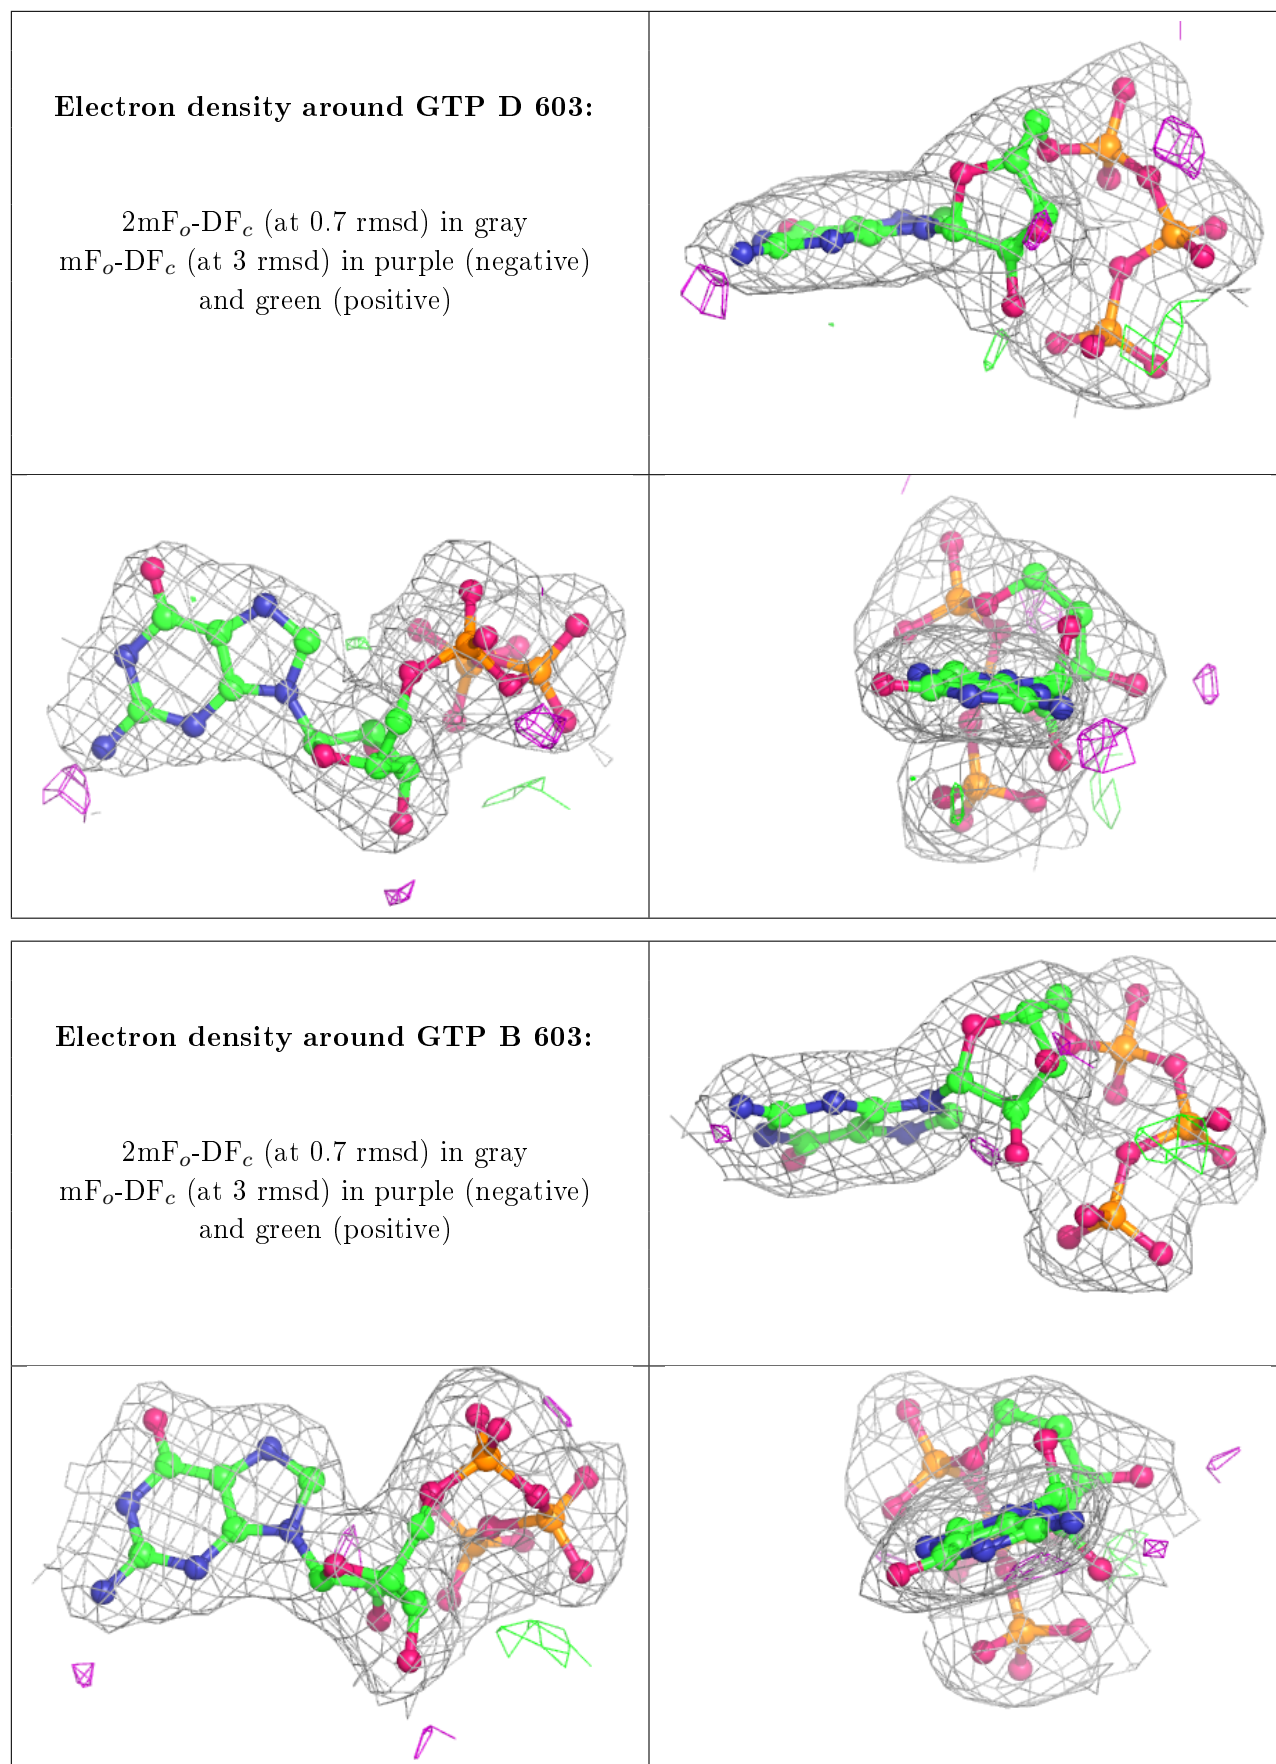 Electron density around GTP D 603:
2mFₒ-DF𝑐 (at 0.7 rmsd) in gray
mFₒ-DF𝑐 (at 3 rmsd) in purple (negative)
and green (positive)
Electron density around GTP B 603:
2mFₒ-DF𝑐 (at 0.7 rmsd) in gray
mFₒ-DF𝑐 (at 3 rmsd) in purple (negative)
and green (positive)